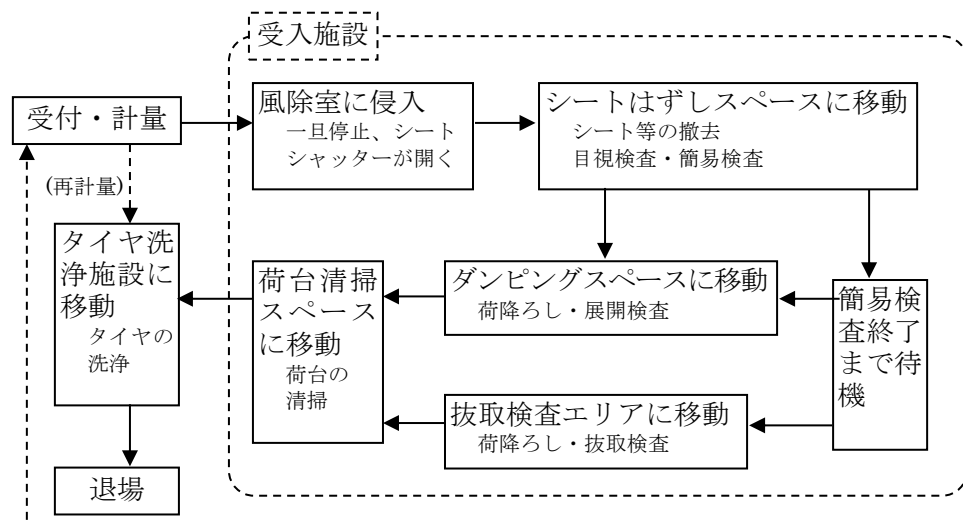 受入施設
受付・計量
風除室に侵入
一旦停止、シート
シャッターが開く
シートはずしスペースに移動
シート等の撤去
目視検査・簡易検査
(再計量)
タイヤ洗
浄施設に
移動
タイヤの
洗浄
荷台清掃
スペース
に移動
荷台の
清掃
ダンピングスペースに移動
荷降ろし・展開検査
簡易検
査終了
まで待
機
抜取検査エリアに移動
荷降ろし・抜取検査
退場